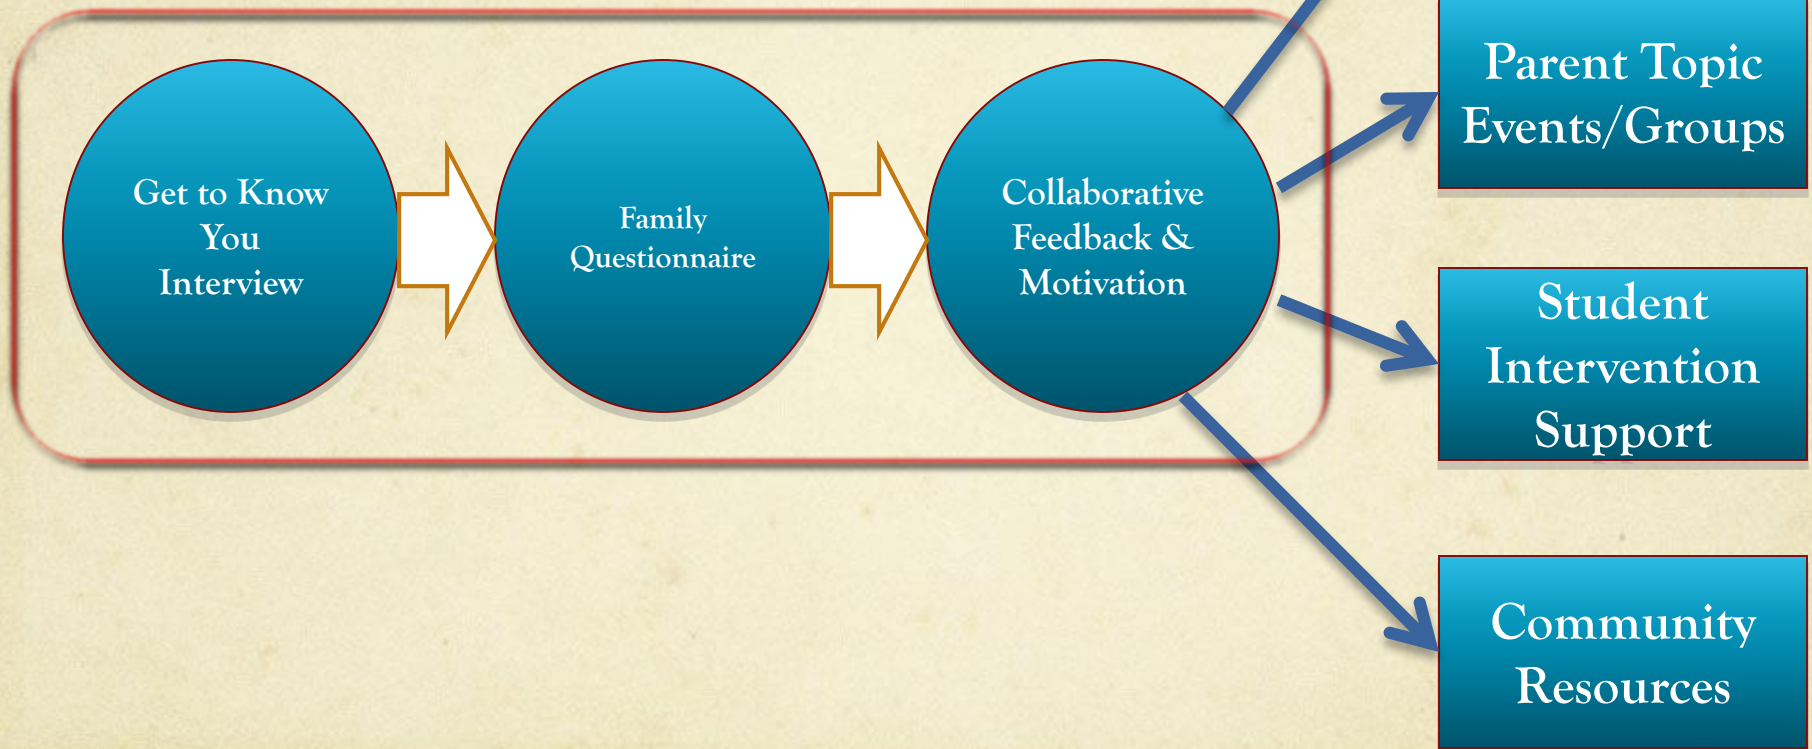 Get to Know
You
Interview
Family
Questionnaire
Collaborative
Feedback &
Motivation
Parent Topic
Events/Groups
Student
Intervention
Support
Community
Resources